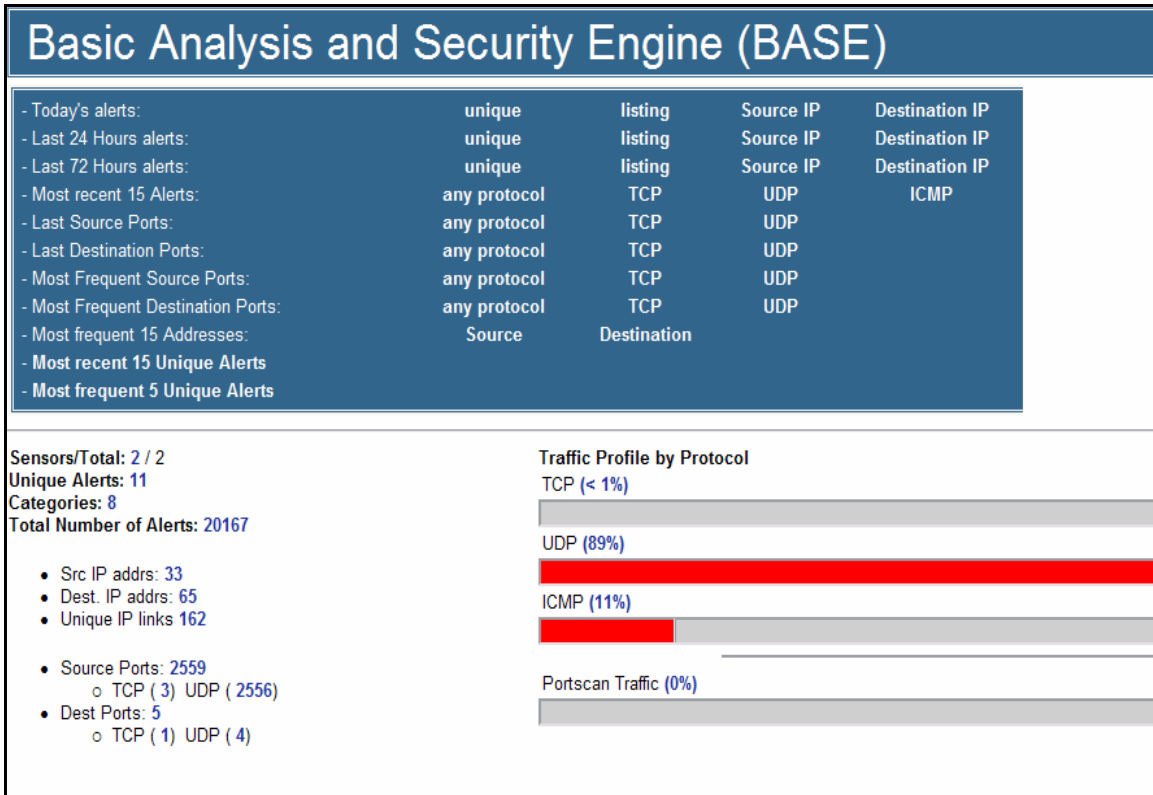 Basic Analysis and Security Engine (BASE)
- Today's alerts: unique listing Source IP Destination IP
- Last 24 Hours alerts: unique listing Source IP Destination IP
- Last 72 Hours alerts: unique listing Source IP Destination IP
- Most recent 15 Alerts: any protocol TCP UDP ICMP
- Last Source Ports: any protocol TCP UDP
- Last Destination Ports: any protocol TCP UDP
- Most Frequent Source Ports: any protocol TCP UDP
- Most Frequent Destination Ports: any protocol TCP UDP
- Most frequent 15 Addresses: Source Destination
- Most recent 15 Unique Alerts
- Most frequent 5 Unique Alerts
Sensors/Total: 2 / 2
Unique Alerts: 11
Categories: 8
Total Number of Alerts: 20167
• Src IP addrs: 33
• Dest. IP addrs: 65
• Unique IP links 162
• Source Ports: 2559
o TCP ( 3) UDP ( 2556)
• Dest Ports: 5
o TCP ( 1) UDP ( 4)
Traffic Profile by Protocol
TCP (< 1%)
UDP (89%)
ICMP (11%)
Portscan Traffic (0%)